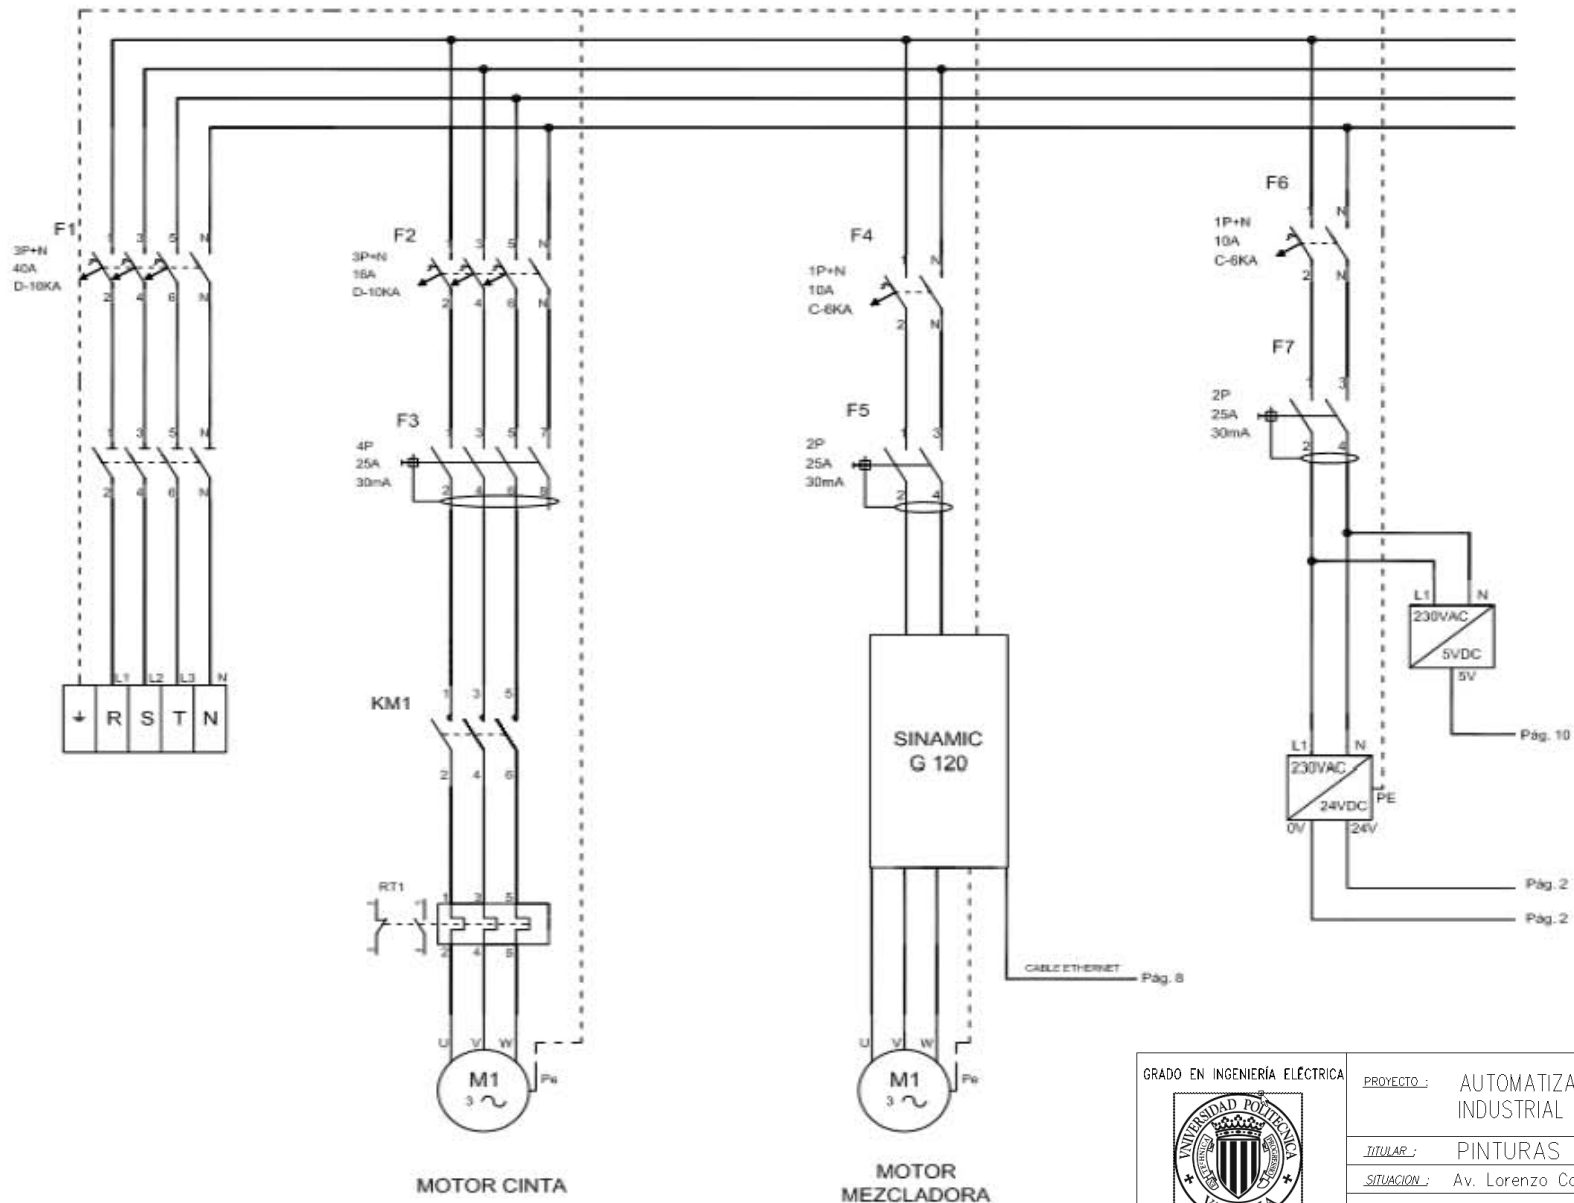 F1
3P+N
40A
D-10KA
1 3 5 N
2 4 6 N
1 3 5 N
2 4 6 N
L1 L2 L3 N
R S T N
F2
3P+N
16A
D-10KA
1 3 5 N
2 4 6 N
F3
4P
25A
30mA
1 3 5 7
2 4 6 8
KM1
1 3 5
2 4 6
RT1
1 3 5
2 4 6
U V W
M1
3
Pe
MOTOR CINTA
F4
1P+N
10A
C-6KA
1 N
2 N
F5
2P
25A
30mA
1 3
2 4
SINAMIC
G 120
CABLE ETHERNET
Pág. 8
U V W
M1
3
Pe
MOTOR
MEZCLADORA
F6
1P+N
10A
C-6KA
1 N
2 N
F7
2P
25A
30mA
1 3
2 4
L1 N
230VAC
5VDC
5V
Pág. 10
L1 N
230VAC
24VDC
PE
0V 24V
Pág. 2
Pág. 2
GRADO EN INGENIERÍA ELÉCTRICA
VNIVERSIDAD POLITECNICA
PROYECTO : AUTOMATIZA
INDUSTRIAL
TITULAR : PINTURAS
SITUACION : Av. Lorenzo Co